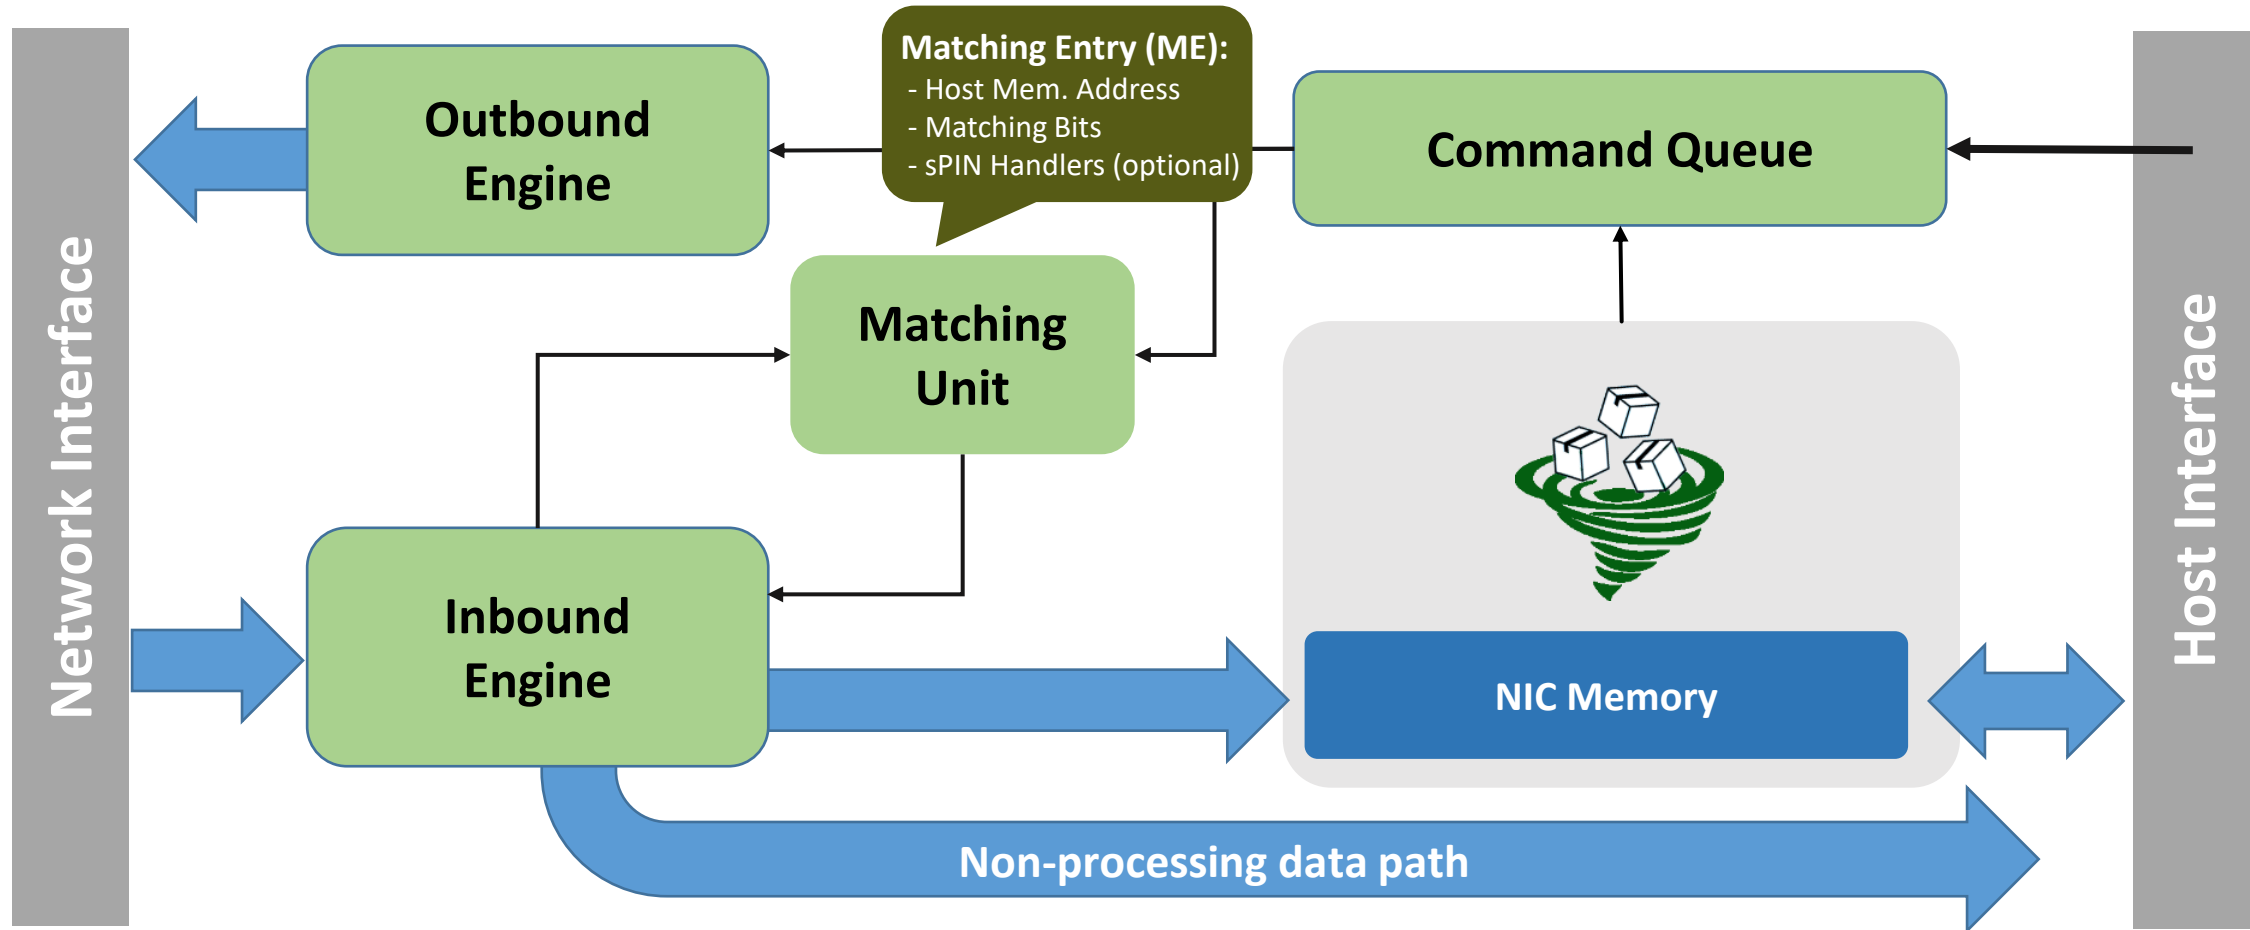 Network Interface
Outbound
Engine
Matching Entry (ME):
- Host Mem. Address
- Matching Bits
- sPIN Handlers (optional)
Command Queue
Matching
Unit
Inbound
Engine
NIC Memory
Non-processing data path
Host Interface